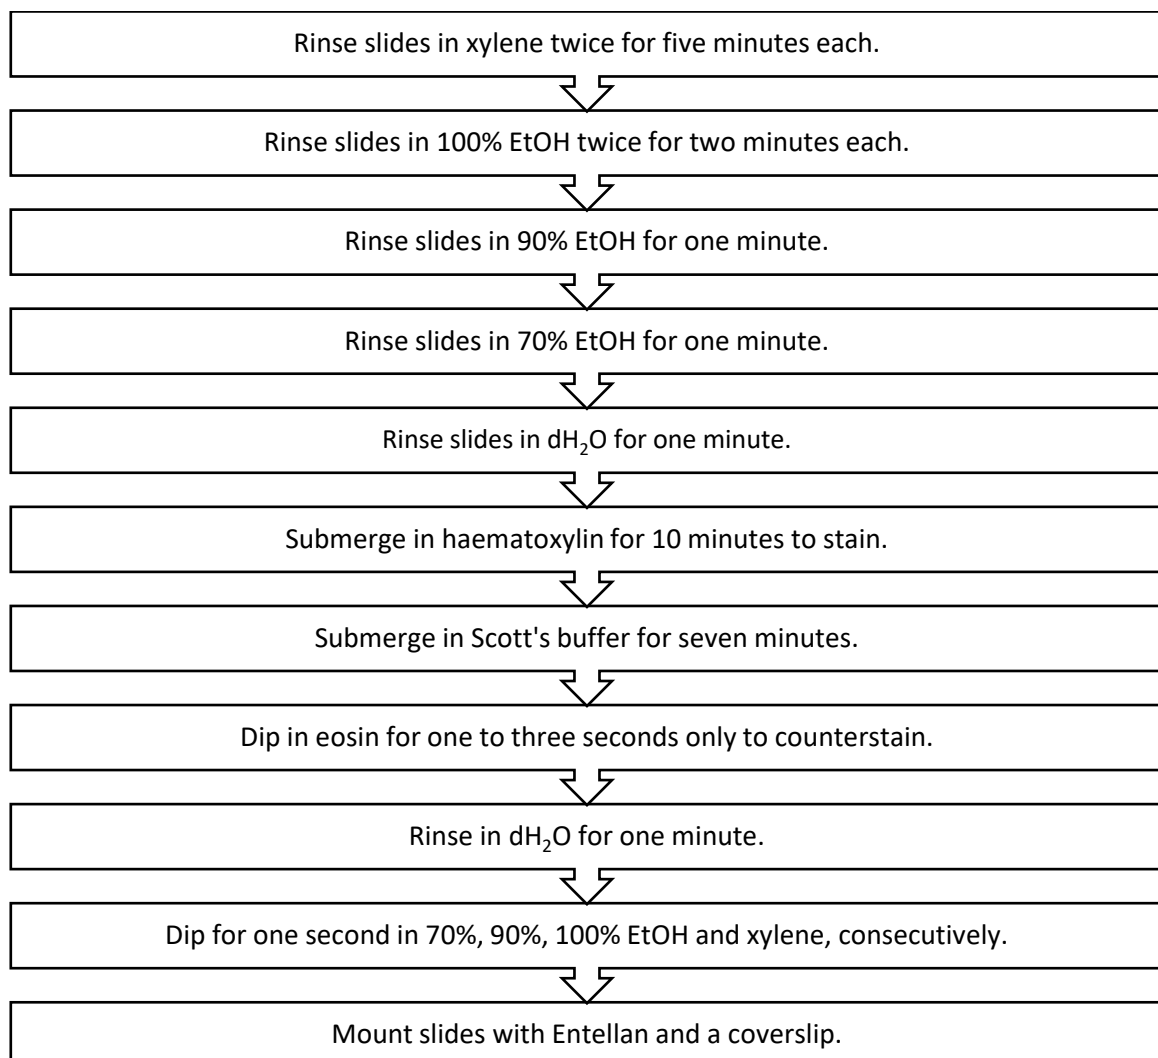 Rinse slides in xylene twice for five minutes each.
Rinse slides in 100% EtOH twice for two minutes each.
Rinse slides in 90% EtOH for one minute.
Rinse slides in 70% EtOH for one minute.
Rinse slides in dH₂O for one minute.
Submerge in haematoxylin for 10 minutes to stain.
Submerge in Scott's buffer for seven minutes.
Dip in eosin for one to three seconds only to counterstain.
Rinse in dH₂O for one minute.
Dip for one second in 70%, 90%, 100% EtOH and xylene, consecutively.
Mount slides with Entellan and a coverslip.